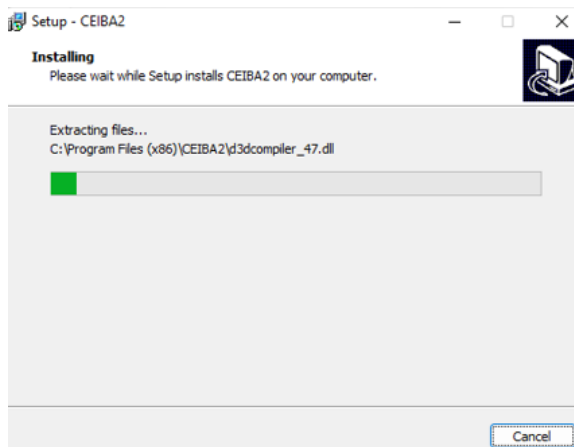 Setup - CEIBA2
Installing
Please wait while Setup installs CEIBA2 on your computer.
Extracting files...
C:\Program Files (x86)\CEIBA2\d3dcompiler_47.dll
Cancel